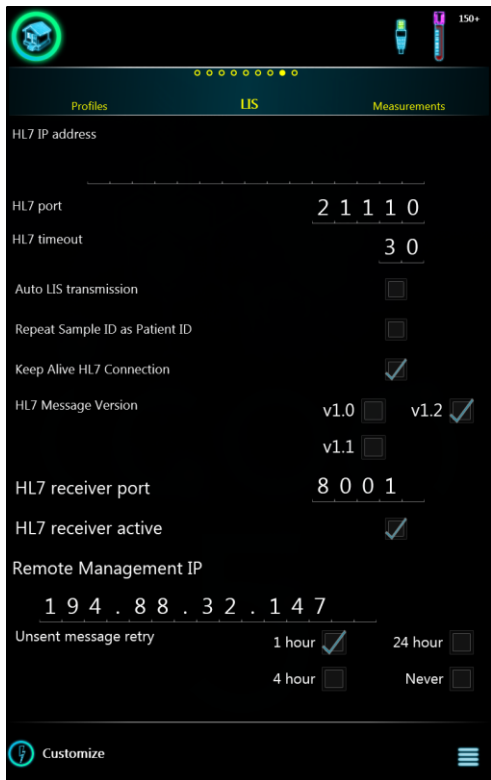 150+
Profiles LIS Measurements
HL7 IP address
HL7 port 21110
HL7 timeout 30
Auto LIS transmission
Repeat Sample ID as Patient ID
Keep Alive HL7 Connection
HL7 Message Version v1.0 v1.2
v1.1
HL7 receiver port 8001
HL7 receiver active
Remote Management IP
194.88.32.147
Unsent message retry 1 hour 24 hour
4 hour Never
Customize